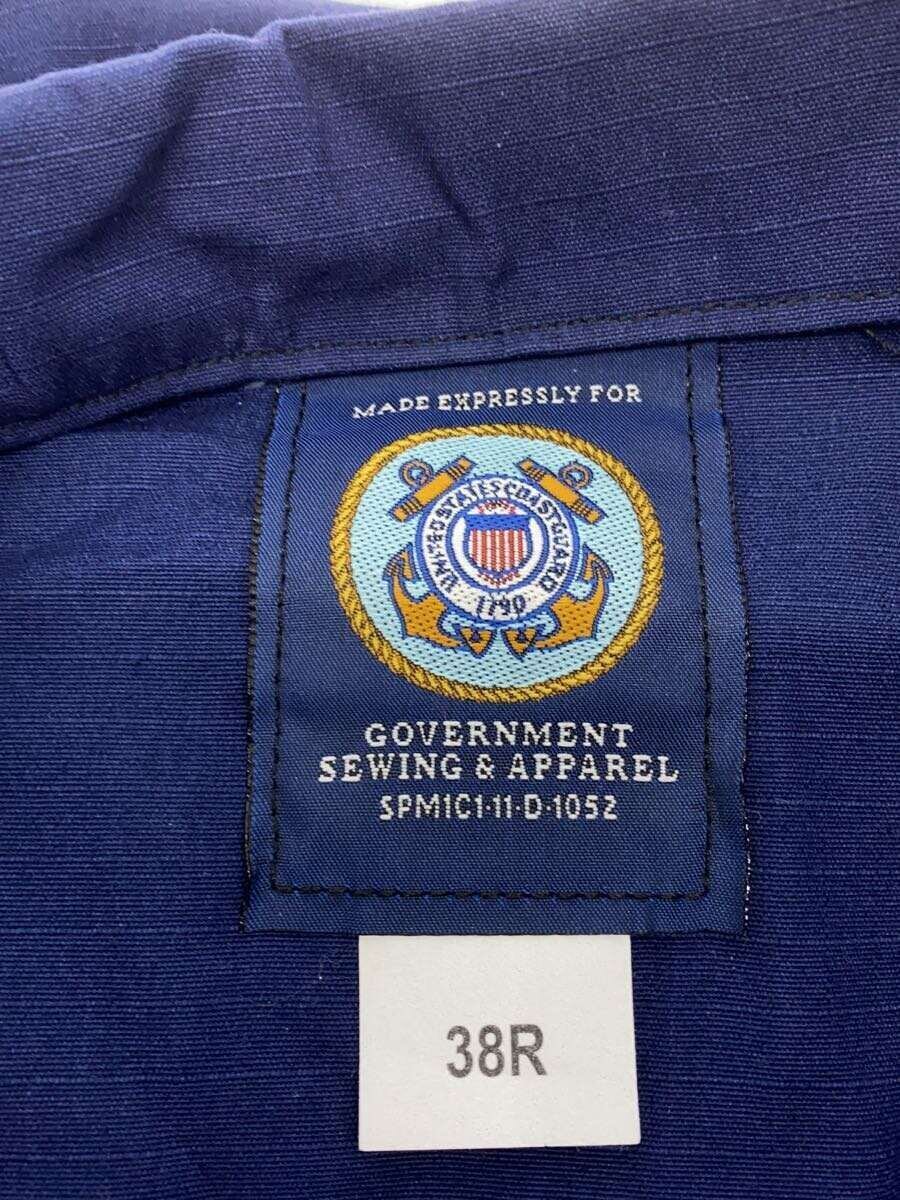 MADE EXPRESSLY FOR
UNITED STATES COAST GUARD
1790
GOVERNMENT
SEWING & APPAREL
SPM1C1-11-D-1052
38R